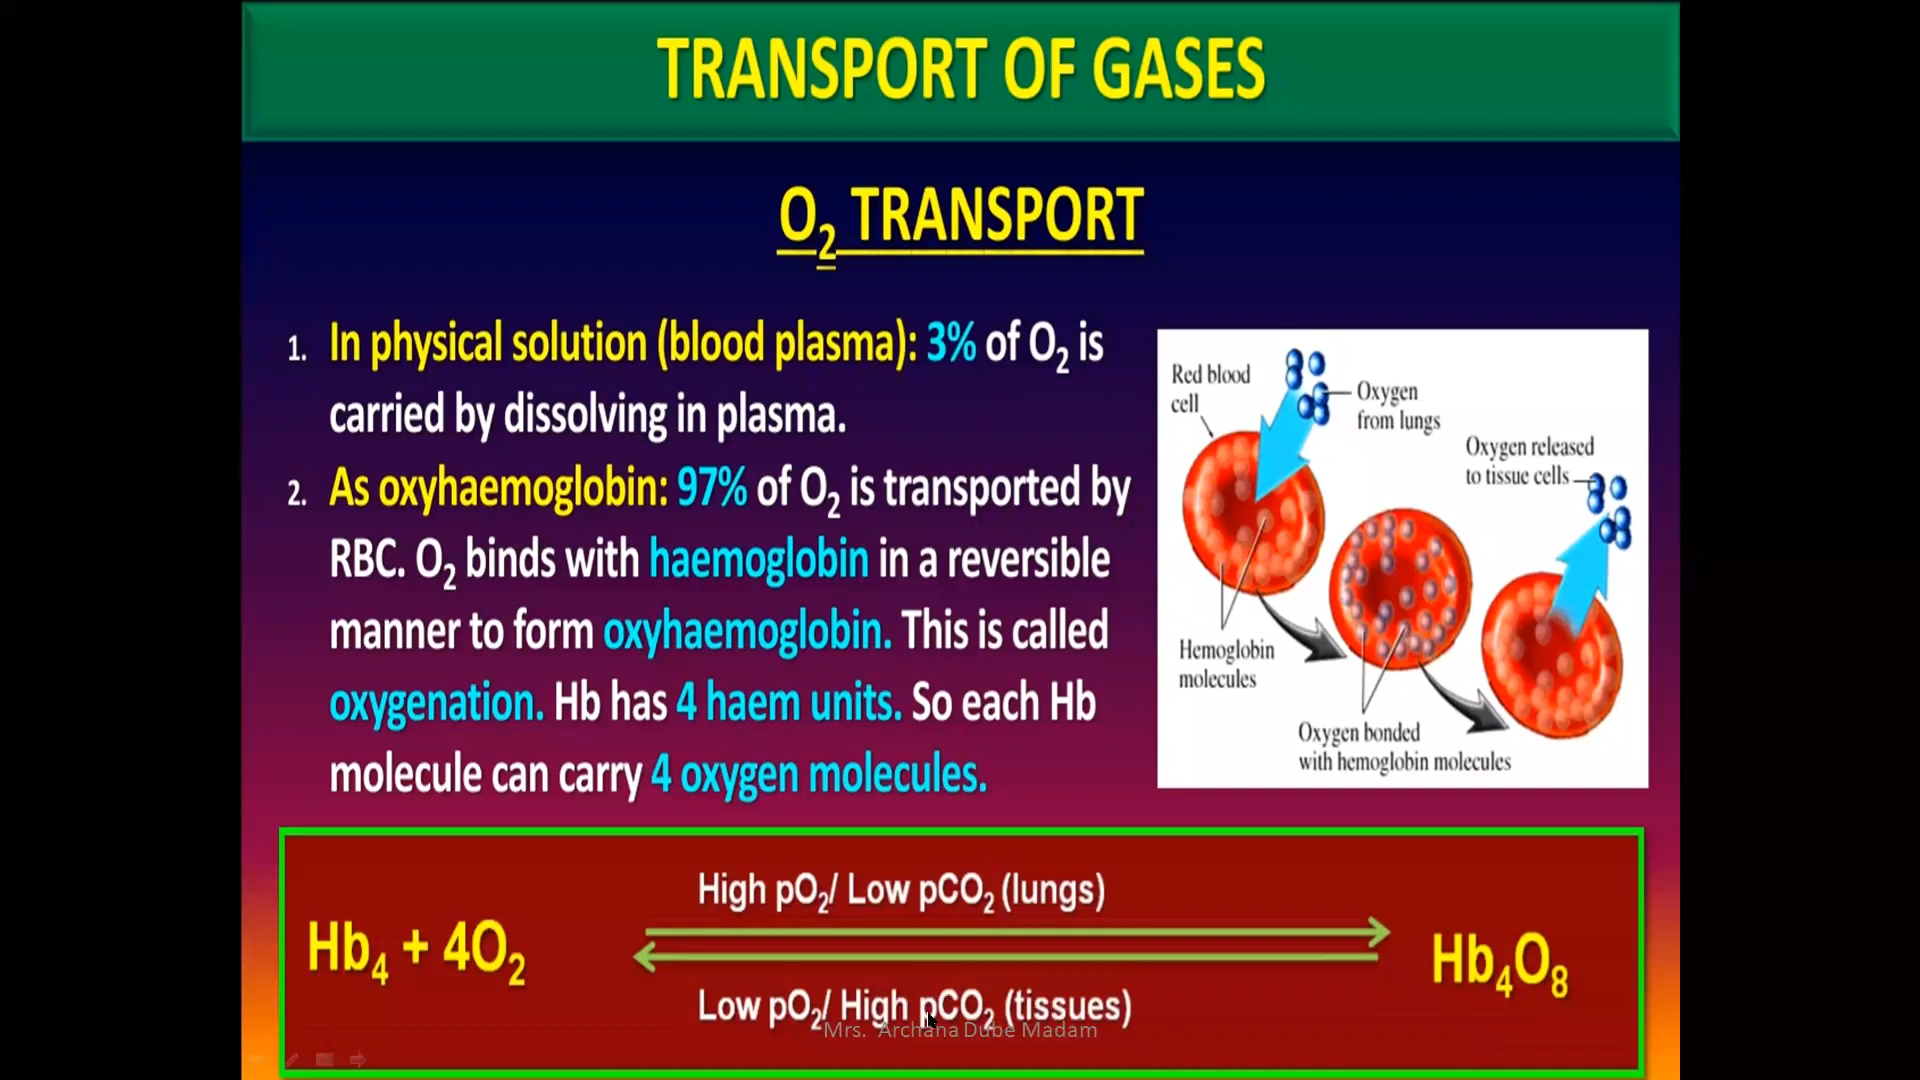 TRANSPORT OF GASES
O₂ TRANSPORT
1. In physical solution (blood plasma): 3% of O₂ is
carried by dissolving in plasma.
2. As oxyhaemoglobin: 97% of O₂ is transported by
RBC. O₂ binds with haemoglobin in a reversible
manner to form oxyhaemoglobin. This is called
oxygenation. Hb has 4 haem units. So each Hb
molecule can carry 4 oxygen molecules.
Red blood
cell
Oxygen
from lungs
Oxygen released
to tissue cells
Hemoglobin
molecules
Oxygen bonded
with hemoglobin molecules
High pO₂/ Low pCO₂ (lungs)
Hb₄ + 4O₂
Hb₄O₈
Low pO₂/ High pCO₂ (tissues)
Mrs. Archana Dube Madam